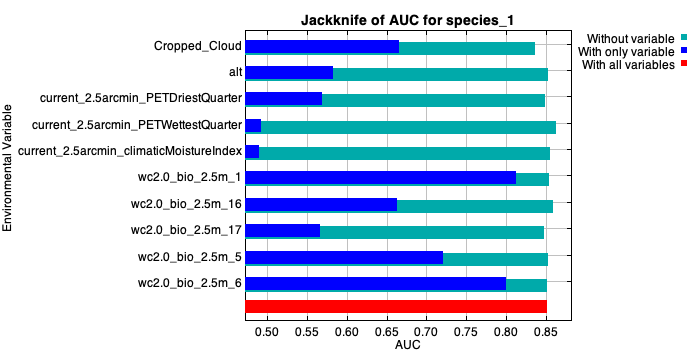 Jackknife of AUC for species_1
Without variable
With only variable
With all variables
Environmental Variable
Cropped_Cloud
alt
current_2.5arcmin_PETDriestQuarter
current_2.5arcmin_PETWettestQuarter
current_2.5arcmin_climaticMoistureIndex
wc2.0_bio_2.5m_1
wc2.0_bio_2.5m_16
wc2.0_bio_2.5m_17
wc2.0_bio_2.5m_5
wc2.0_bio_2.5m_6
0.50 0.55 0.60 0.65 0.70 0.75 0.80 0.85
AUC